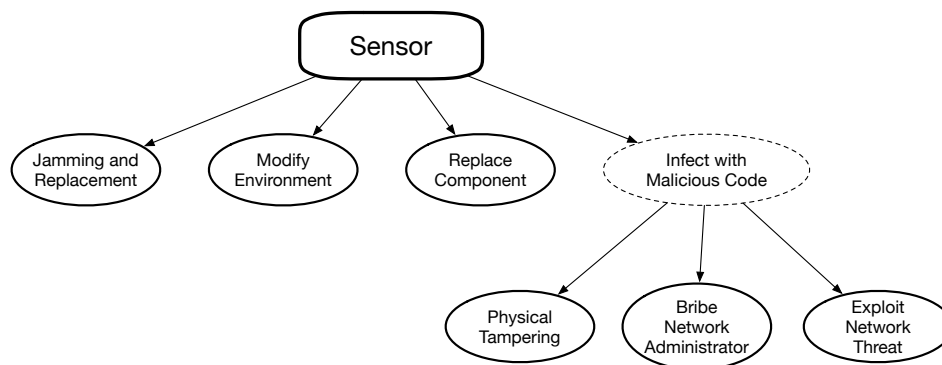 Sensor
Jamming and
Replacement
Modify
Environment
Replace
Component
Infect with
Malicious Code
Physical
Tampering
Bribe
Network
Administrator
Exploit
Network
Threat